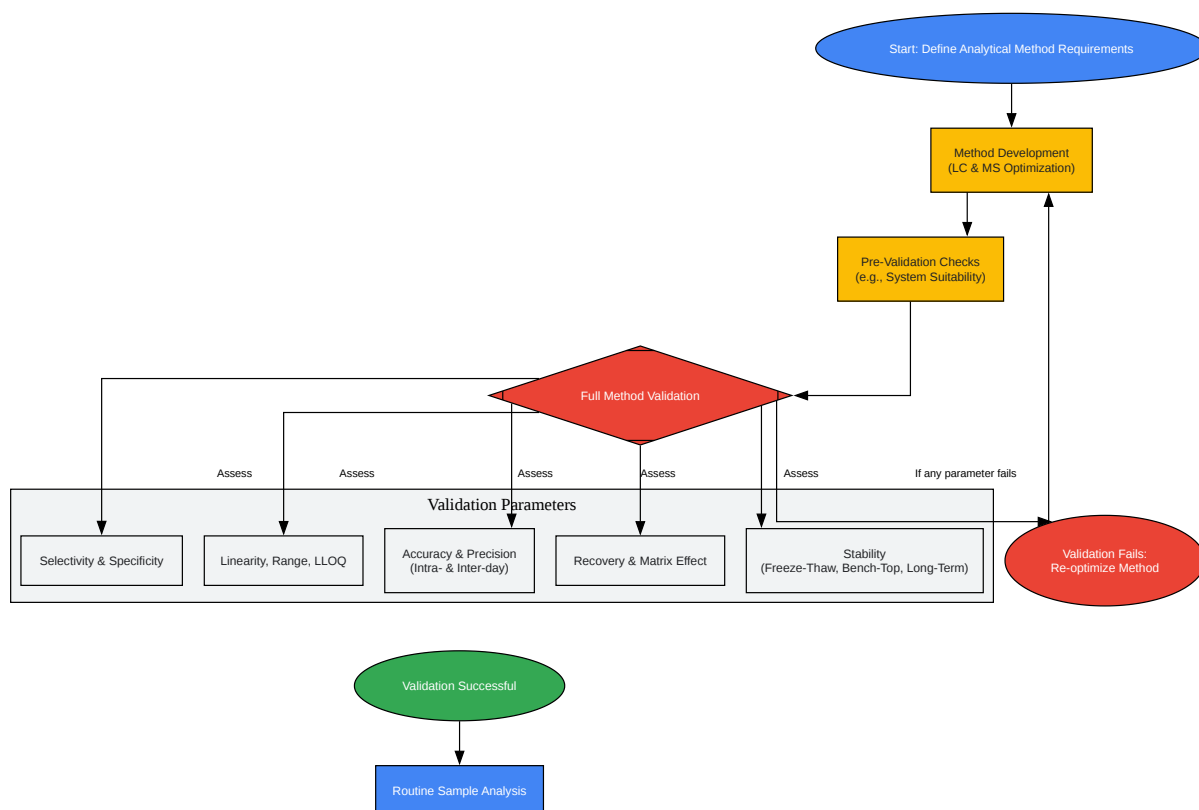 Start: Define Analytical Method Requirements
Method Development
(LC & MS Optimization)
Pre-Validation Checks
(e.g., System Suitability)
Full Method Validation
Assess
Assess
Assess
Assess
Assess
If any parameter fails
Validation Parameters
Selectivity & Specificity
Linearity, Range, LLOQ
Accuracy & Precision
(Intra- & Inter-day)
Recovery & Matrix Effect
Stability
(Freeze-Thaw, Bench-Top, Long-Term)
Validation Fails:
Re-optimize Method
Validation Successful
Routine Sample Analysis